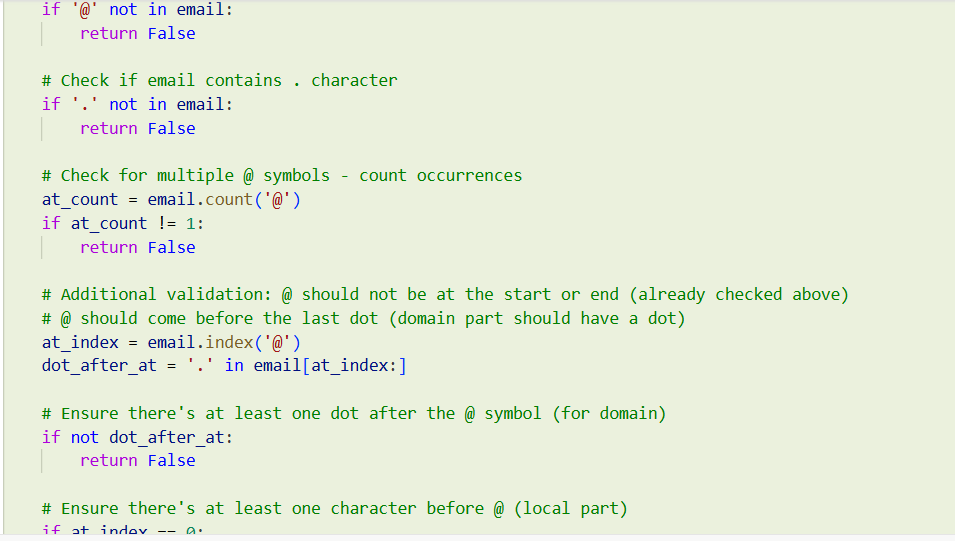 if '@' not in email:
return False
# Check if email contains . character
if '.' not in email:
return False
# Check for multiple @ symbols - count occurrences
at_count = email.count('@')
if at_count != 1:
return False
# Additional validation: @ should not be at the start or end (already checked above)
# @ should come before the last dot (domain part should have a dot)
at_index = email.index('@')
dot_after_at = '.' in email[at_index:]
# Ensure there's at least one dot after the @ symbol (for domain)
if not dot_after_at:
return False
# Ensure there's at least one character before @ (local part)
if at_index == 0: